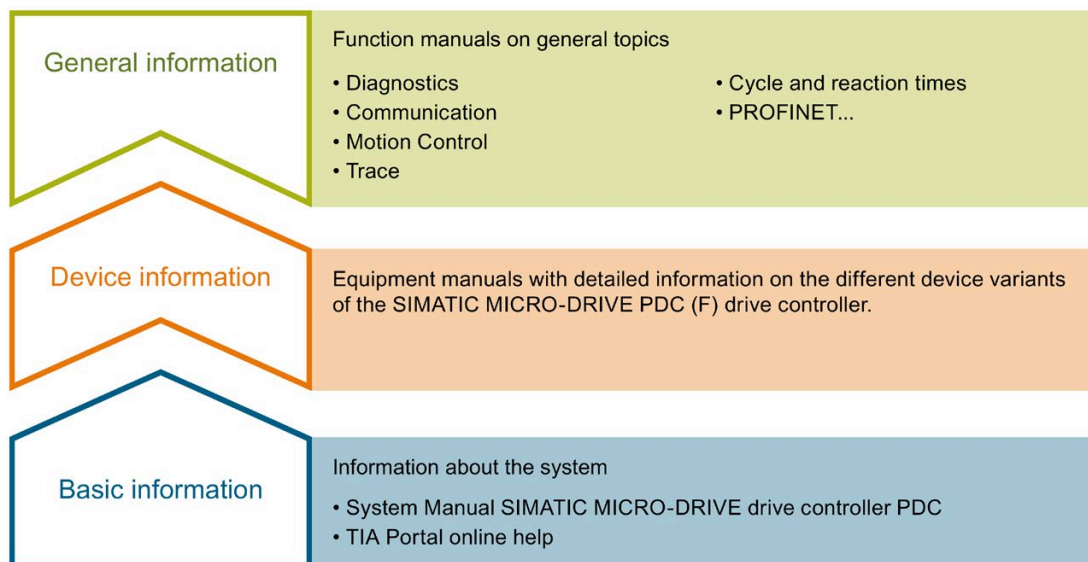 General information
Function manuals on general topics
• Diagnostics
• Communication
• Motion Control
• Trace
• Cycle and reaction times
• PROFINET...
Device information
Equipment manuals with detailed information on the different device variants
of the SIMATIC MICRO-DRIVE PDC (F) drive controller.
Basic information
Information about the system
• System Manual SIMATIC MICRO-DRIVE drive controller PDC
• TIA Portal online help